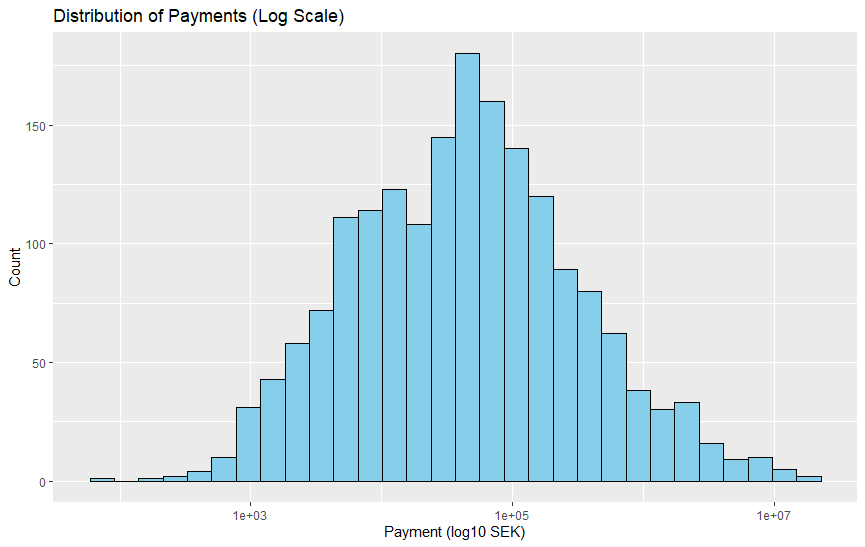 Distribution of Payments (Log Scale)
Count
150
100
50
0
1e+03 1e+05 1e+07
Payment (log10 SEK)